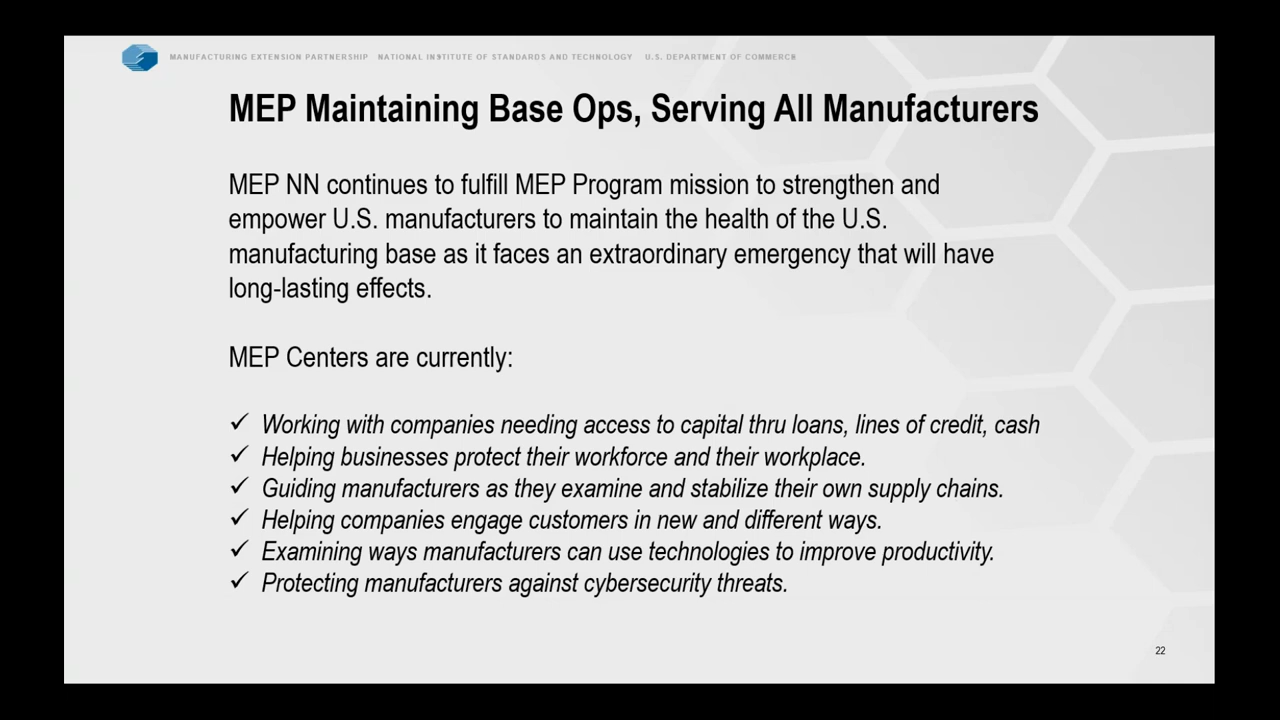 MANUFACTURING EXTENSION PARTNERSHIP NATIONAL INSTITUTE OF STANDARDS AND TECHNOLOGY U.S. DEPARTMENT OF COMMERCE
MEP Maintaining Base Ops, Serving All Manufacturers
MEP NN continues to fulfill MEP Program mission to strengthen and
empower U.S. manufacturers to maintain the health of the U.S.
manufacturing base as it faces an extraordinary emergency that will have
long-lasting effects.
MEP Centers are currently:
✓ Working with companies needing access to capital thru loans, lines of credit, cash
✓ Helping businesses protect their workforce and their workplace.
✓ Guiding manufacturers as they examine and stabilize their own supply chains.
✓ Helping companies engage customers in new and different ways.
✓ Examining ways manufacturers can use technologies to improve productivity.
✓ Protecting manufacturers against cybersecurity threats.
22